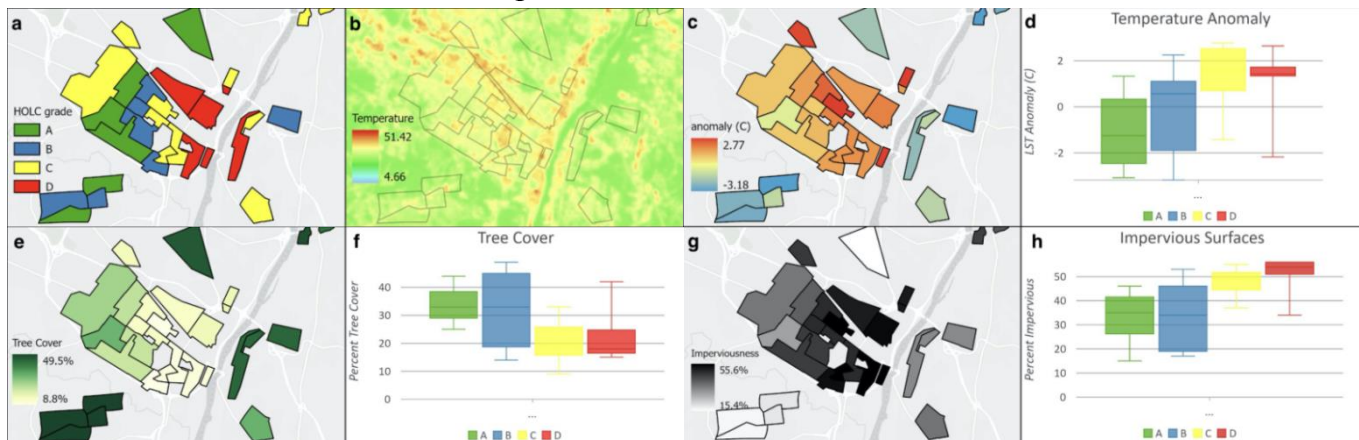 a
HOLC grade
A
B
C
D
b
Temperature
51.42
4.66
c
anomaly (C)
2.77
-3.18
d
Temperature Anomaly
LST Anomaly (C)
2
0
-2
...
A B C D
e
Tree Cover
49.5%
8.8%
f
Tree Cover
Percent Tree Cover
40
30
20
10
0
...
A B C D
g
Imperviousness
55.6%
15.4%
h
Impervious Surfaces
Percent Impervious
50
40
30
20
10
0
...
A B C D